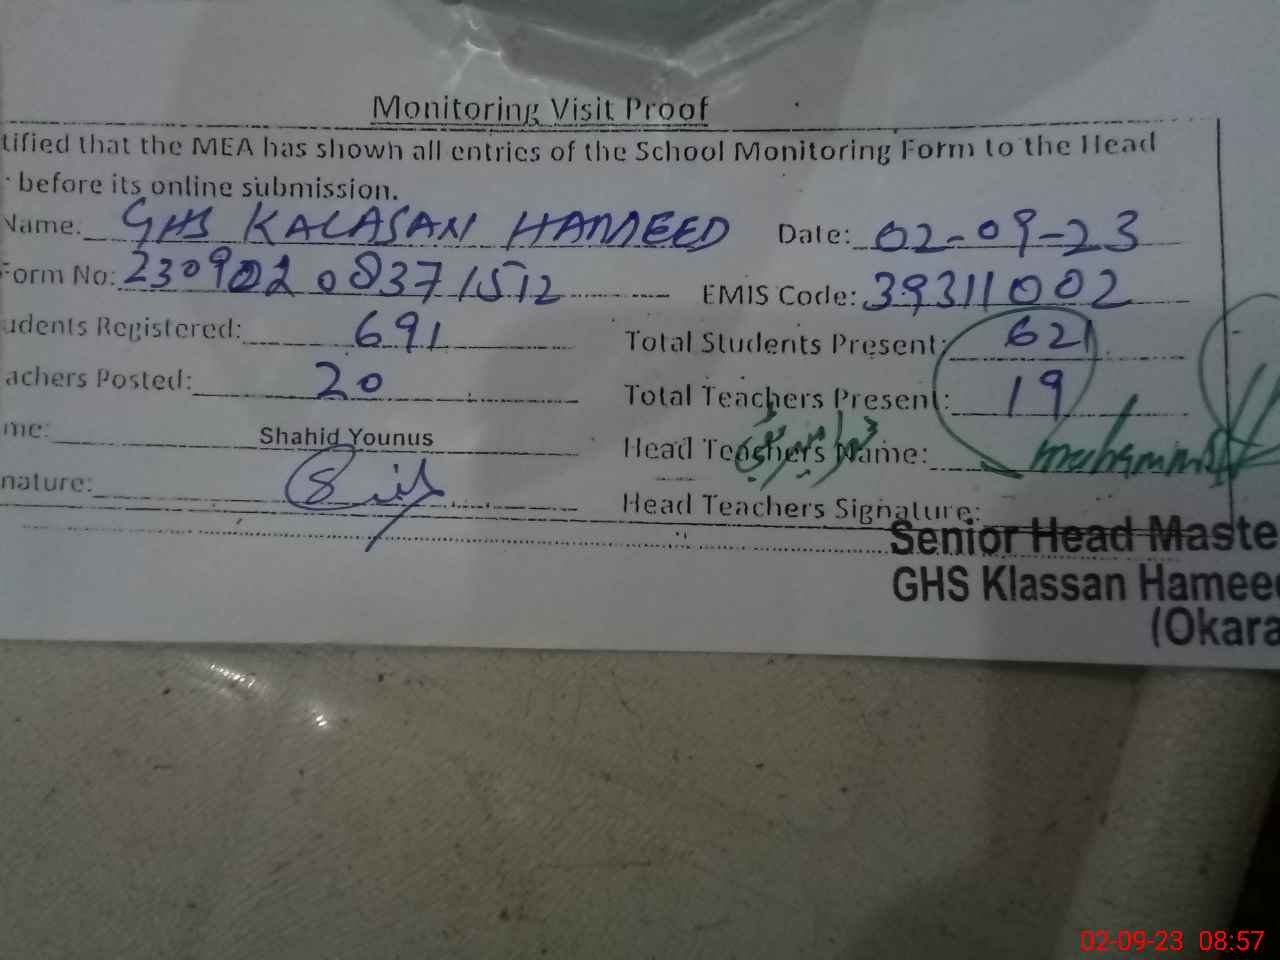 Monitoring Visit Proof
tified that the MEA has shown all entries of the School Monitoring Form to the Head
before its online submission.
Name: GHS KALASAN HAMEED Date: 02-09-23
Form No: 23090208371512 EMIS Code: 39311002
udents Registered: 691 Total Students Present: 621
achers Posted: 20 Total Teachers Present: 19
me: Shahid Younus Head Teachers Name:
nature: Head Teachers Signature:
Senior Head Maste
GHS Klassan Hamee
(Okara
02-09-23 08:57